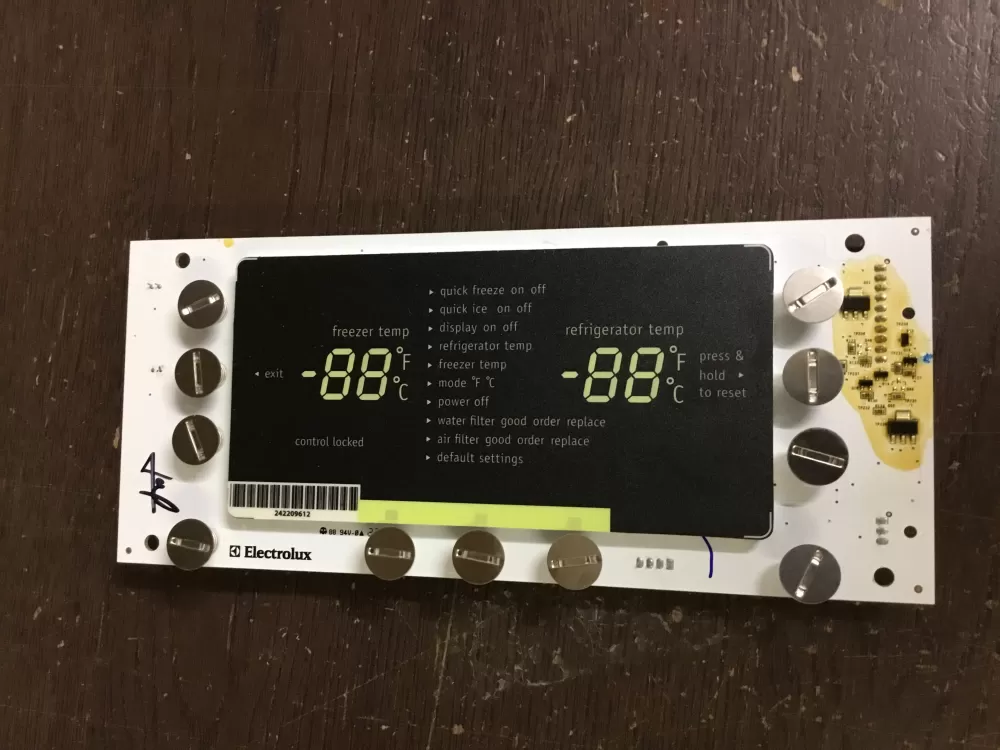 quick freeze on off
quick ice on off
display on off
refrigerator temp
freezer temp
mode °F °C
power off
water filter good order replace
air filter good order replace
default settings
freezer temp
-88°F °C
exit
control locked
refrigerator temp
-88°F °C
press &
hold
to reset
242209612
94V-0
Electrolux